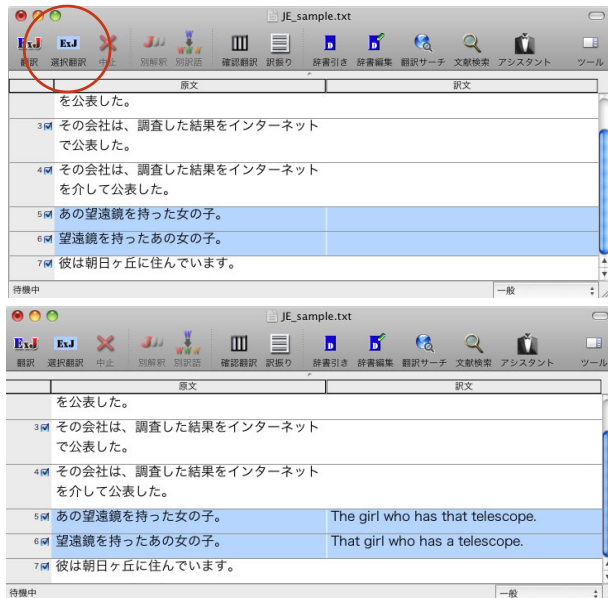 JE_sample.txt
ExJ ExJ
翻訳 選択翻訳 中止 別解釈 別訳語 確認翻訳 訳振り 辞書引き 辞書編集 翻訳サーチ 文献検索 アシスタント ツール
原文 訳文
を公表した。
3 その会社は、調査した結果をインターネット
で公表した。
4 その会社は、調査した結果をインターネット
を介して公表した。
5 あの望遠鏡を持った女の子。
6 望遠鏡を持ったあの女の子。
7 彼は朝日ヶ丘に住んでいます。
待機中 一般
JE_sample.txt
ExJ ExJ
翻訳 選択翻訳 中止 別解釈 別訳語 確認翻訳 訳振り 辞書引き 辞書編集 翻訳サーチ 文献検索 アシスタント ツール
原文 訳文
を公表した。
3 その会社は、調査した結果をインターネット
で公表した。
4 その会社は、調査した結果をインターネット
を介して公表した。
5 あの望遠鏡を持った女の子。 The girl who has that telescope.
6 望遠鏡を持ったあの女の子。 That girl who has a telescope.
7 彼は朝日ヶ丘に住んでいます。
待機中 一般